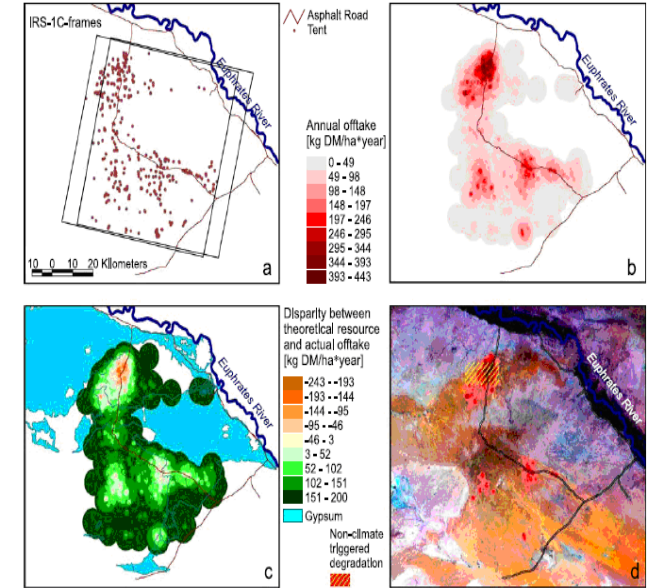 IRS-1C-frames
Euphrates River
10 0 10 20 Kilometers
a
Asphalt Road
Tent
Annual offtake
[kg DM/ha*year]
0 - 49
49 - 98
98 - 148
148 - 197
197 - 246
246 - 295
295 - 344
344 - 393
393 - 443
Euphrates River
b
Euphrates River
c
Disparity between
theoretical resource
and actual offtake
[kg DM/ha*year]
-243 - -193
-193 - -144
-144 - -95
-95 - -46
-46 - 3
3 - 52
52 - 102
102 - 151
151 - 200
Gypsum
Non-climate
triggered
degradation
Euphrates River
d